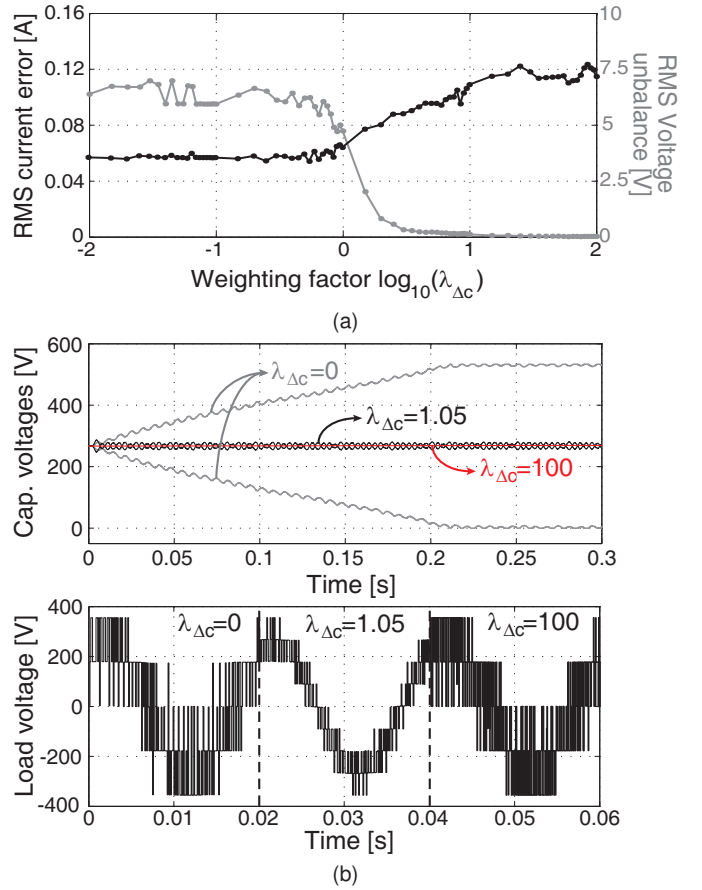 RMS current error [A]
0.16
0.12
0.08
0.04
0
10
7.5
5
2.5
0
RMS Voltage
unbalance [V]
-2
-1
0
1
2
Weighting factor log10(λΔc)
(a)
Cap. voltages [V]
600
400
200
0
λΔc=0
λΔc=1.05
λΔc=100
0
0.05
0.1
0.15
0.2
0.25
0.3
Time [s]
Load voltage [V]
400
200
0
-200
-400
λΔc=0
λΔc=1.05
λΔc=100
0
0.01
0.02
0.03
0.04
0.05
0.06
Time [s]
(b)